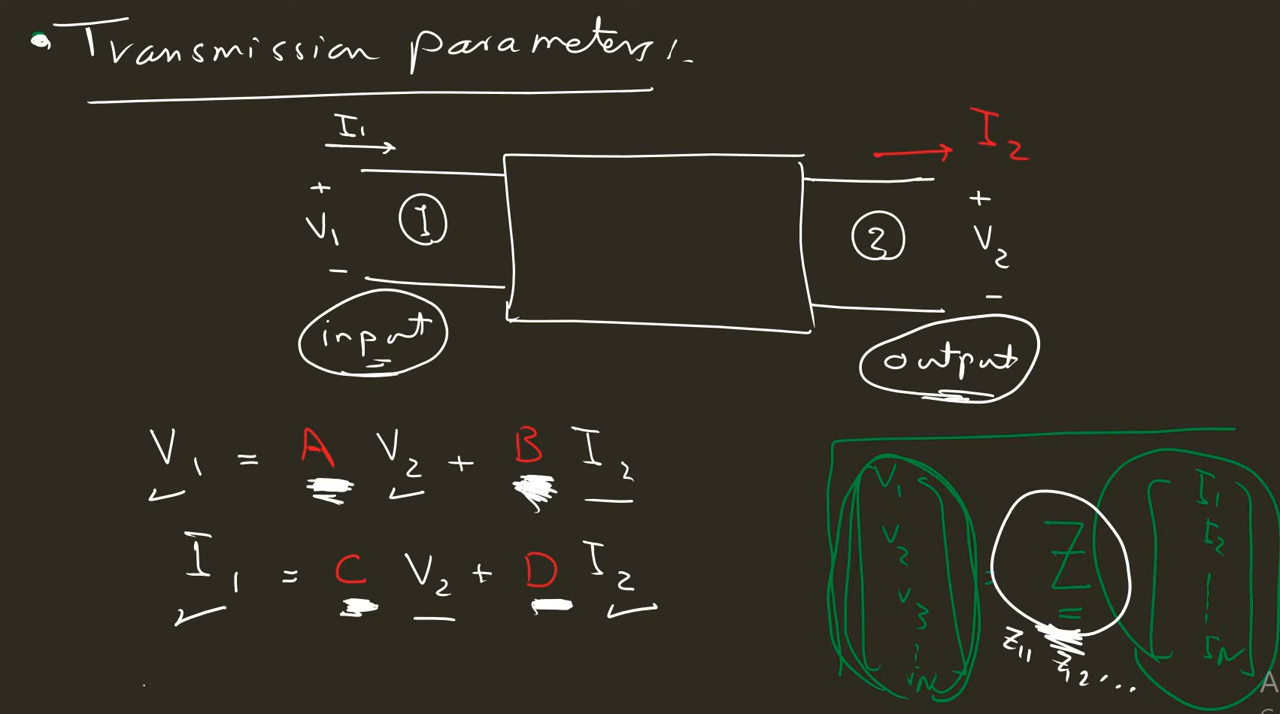 • Transmission parameters:
I1
I2
+
V1
-
1
2
+
V2
-
input
output
V1 = A V2 + B I2
I1 = C V2 + D I2
V1
V2
V3
⋮
VN
=
Z
I1
I2
⋮
IN
Z11 Z12 ...
A